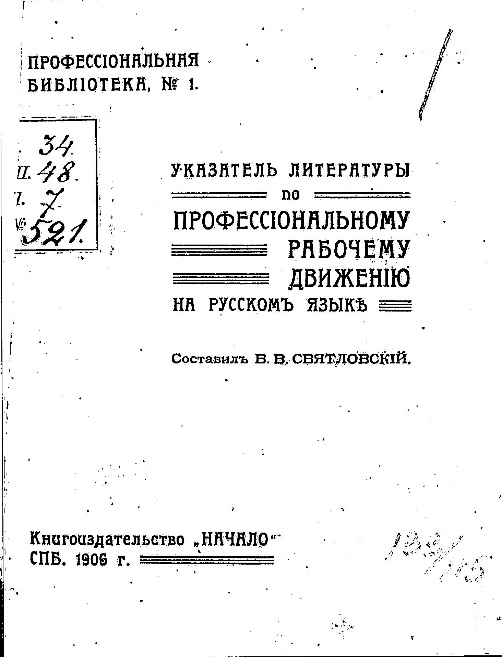 ПРОФЕССІОНАЛЬНАЯ
БИБЛІОТЕКА, № 1.
34.
48.
7.
№ 521.
УКАЗАТЕЛЬ ЛИТЕРАТУРЫ
ПО
ПРОФЕССІОНАЛЬНОМУ
РАБОЧЕМУ
ДВИЖЕНІЮ
НА РУССКОМЪ ЯЗЫКѢ
Составилъ В. В. СВЯТЛОВСКІЙ.
Книгоиздательство „НАЧАЛО“
СПБ. 1906 г.